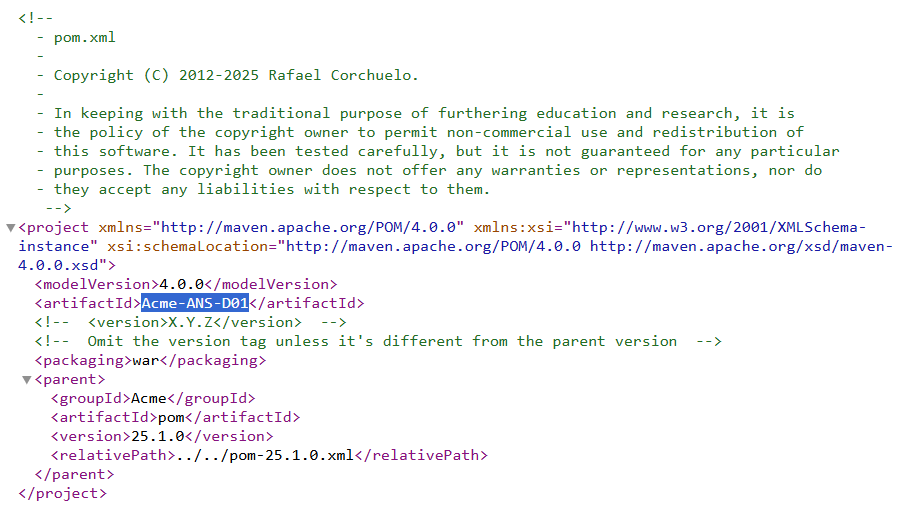 <!--
- pom.xml
-
- Copyright (C) 2012-2025 Rafael Corchuelo.
-
- In keeping with the traditional purpose of furthering education and research, it is
- the policy of the copyright owner to permit non-commercial use and redistribution of
- this software. It has been tested carefully, but it is not guaranteed for any particular
- purposes. The copyright owner does not offer any warranties or representations, nor do
- they accept any liabilities with respect to them.
-->
<project xmlns="http://maven.apache.org/POM/4.0.0" xmlns:xsi="http://www.w3.org/2001/XMLSchema-
instance" xsi:schemaLocation="http://maven.apache.org/POM/4.0.0 http://maven.apache.org/xsd/maven-
4.0.0.xsd">
<modelVersion>4.0.0</modelVersion>
<artifactId>Acme-ANS-D01</artifactId>
<!-- <version>X.Y.Z</version> -->
<!-- Omit the version tag unless it's different from the parent version -->
<packaging>war</packaging>
<parent>
<groupId>Acme</groupId>
<artifactId>pom</artifactId>
<version>25.1.0</version>
<relativePath>../../pom-25.1.0.xml</relativePath>
</parent>
</project>